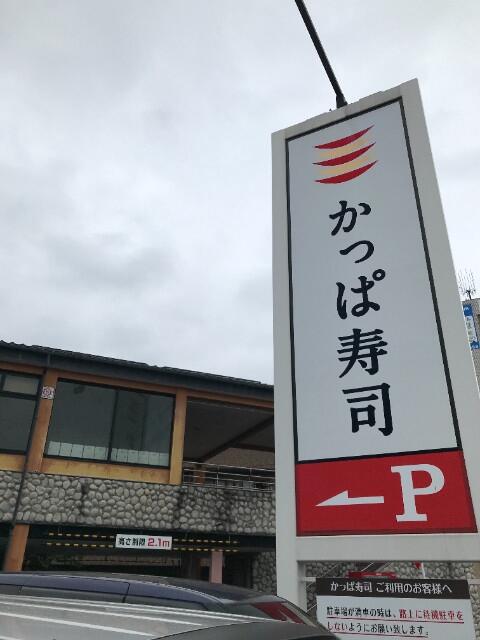 かっぱ寿司
P
高さ制限 2.1m
かっぱ寿司 ご利用のお客様へ
駐車場が満車の時は、路上に待機駐車を
しないようにお願い致します。